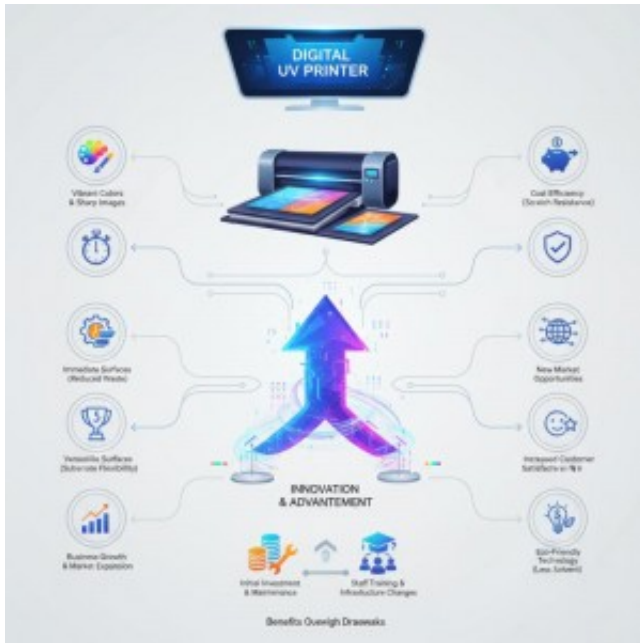 DIGITAL
UV PRINTER
Vibrant Colors
& Sharp Images
Cost Efficiency
(Scratch Resistance)
Immediate Surfaces
(Reduced Waste)
New Market
Opportunities
Versatile Surfaces
(Substrate Flexibility)
Increased Customer
INNOVATION
& ADVANTEMENT
Business Growth
& Market Expansion
Eco-Friendly
Technology
(Less Solvent)
Initial Investment
& Maintenance
Staff Training &
Infrastructure Changes
Benefits